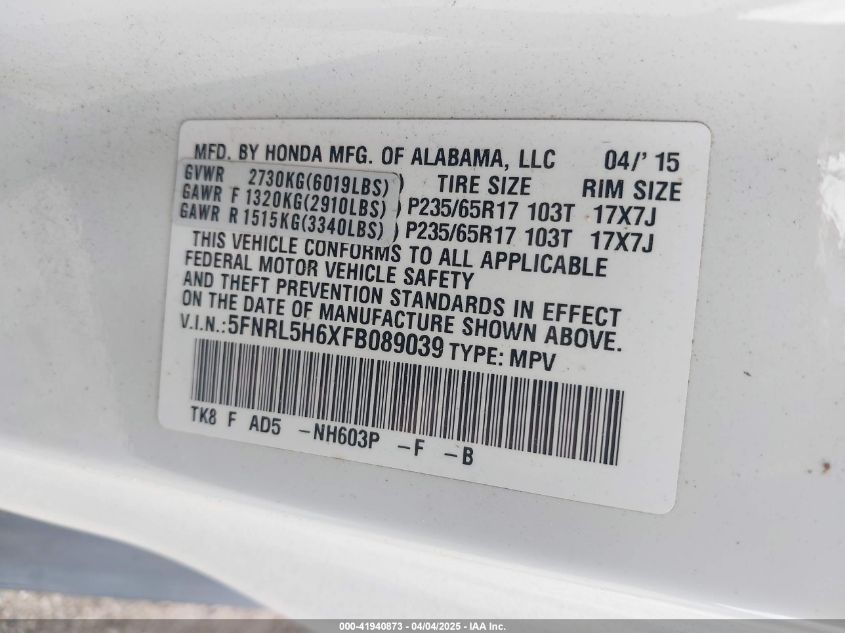 MFD. BY HONDA MFG. OF ALABAMA, LLC 04/' 15
GVWR 2730KG(6019LBS) ) TIRE SIZE RIM SIZE
GAWR F 1320KG(2910LBS) ) P235/65R17 103T 17X7J
GAWR R 1515KG(3340LBS) ) P235/65R17 103T 17X7J
THIS VEHICLE CONFORMS TO ALL APPLICABLE
FEDERAL MOTOR VEHICLE SAFETY
AND THEFT PREVENTION STANDARDS IN EFFECT
ON THE DATE OF MANUFACTURE SHOWN ABOVE.
V.I.N.:5FNRL5H6XFB089039 TYPE: MPV
TK8 F AD5 -NH603P -F -B
000-41940873 - 04/04/2025 - IAA Inc.